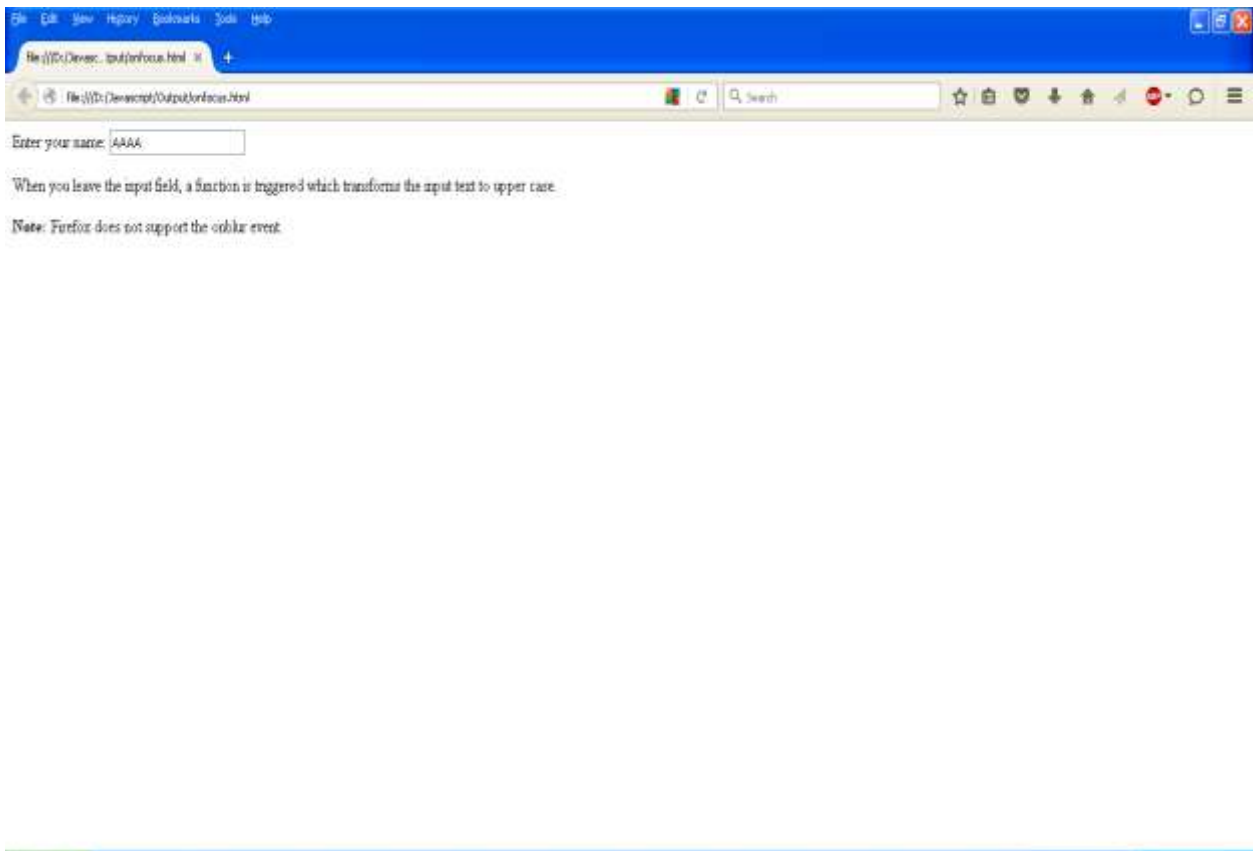 File Edit View History Bookmarks Tools Help
file:///D:/Javasc...tput/onfocus.html × +
file:///D:/Javascript/Output/onfocus.html Search
Enter your name: AAAA
When you leave the input field, a function is triggered which transforms the input text to upper case.
Note: Firefox does not support the onblur event.